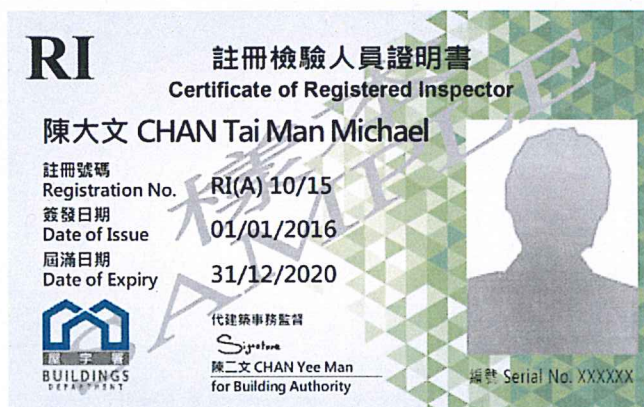 RI
註冊檢驗人員證明書
Certificate of Registered Inspector
陳大文 CHAN Tai Man Michael
註冊號碼
Registration No.
RI(A) 10/15
簽發日期
Date of Issue
01/01/2016
屆滿日期
Date of Expiry
31/12/2020
樣本
SAMPLE
屋宇署
BUILDINGS
DEPARTMENT
代建築事務監督
Signature
陳二文 CHAN Yee Man
for Building Authority
編號 Serial No. XXXXXX